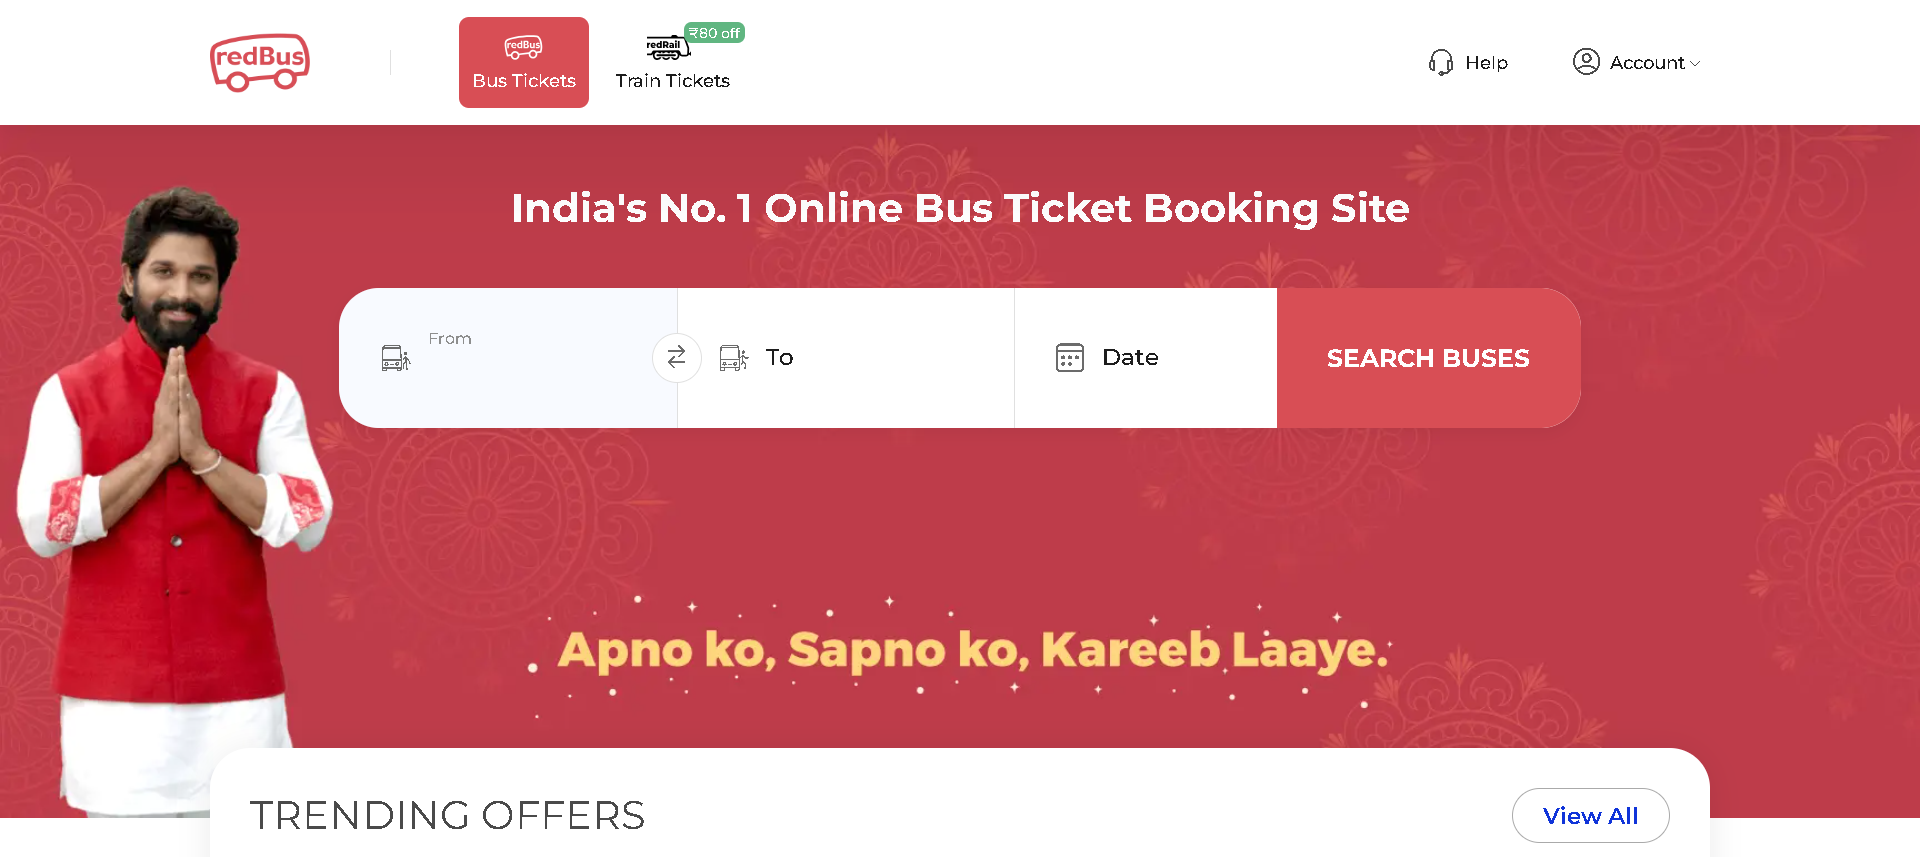 redBus
redBus
Bus Tickets
redRail
₹80 off
Train Tickets
Help
Account
India's No. 1 Online Bus Ticket Booking Site
From
To
Date
SEARCH BUSES
Apno ko, Sapno ko, Kareeb Laaye.
TRENDING OFFERS
View All